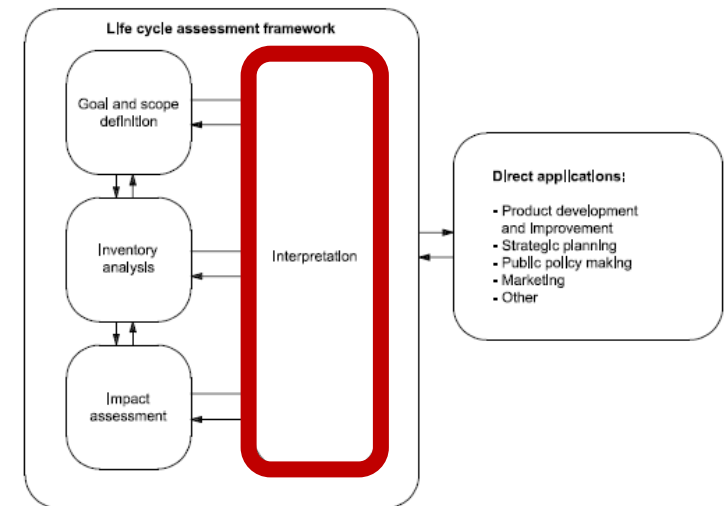 Life cycle assessment framework
Goal and scope
definition
Inventory
analysis
Impact
assessment
Interpretation
Direct applications:
- Product development
and improvement
- Strategic planning
- Public policy making
- Marketing
- Other